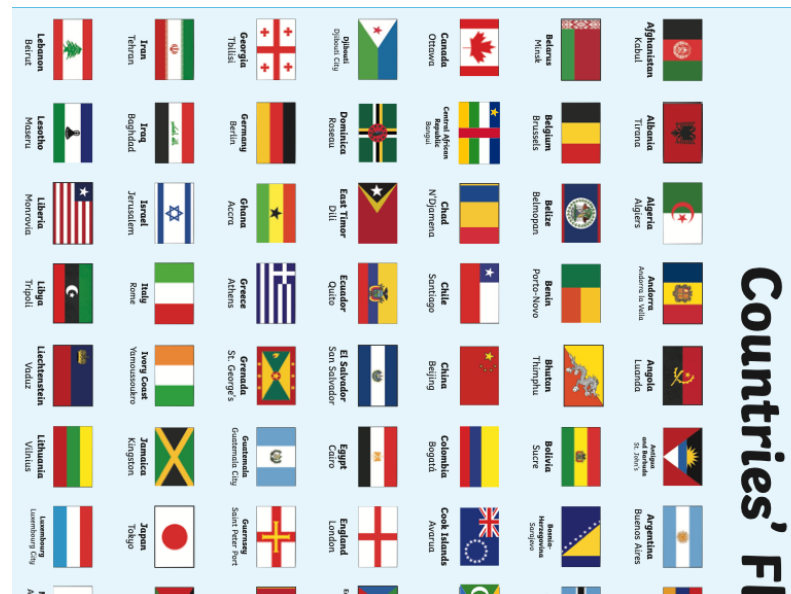 Countries' Fl
Afghanistan
Kabul
Albania
Tirana
Algeria
Algiers
Andorra
Andorra la Vella
Angola
Luanda
Antigua
and Barbuda
St. John's
Argentina
Buenos Aires
Belarus
Minsk
Belgium
Brussels
Belize
Belmopan
Benin
Porto-Novo
Bhutan
Thimphu
Bolivia
Sucre
Bosnia-
Herzegovina
Sarajevo
Canada
Ottawa
Central African
Republic
Bangui
Chad
N'Djamena
Chile
Santiago
China
Beijing
Colombia
Bogatá
Cook Islands
Avarua
Djibouti
Djibouti City
Dominica
Roseau
East Timor
Dili
Ecuador
Quito
El Salvador
San Salvador
Egypt
Cairo
England
London
Georgia
Tbilisi
Germany
Berlin
Ghana
Accra
Greece
Athens
Grenada
St. George's
Guatemala
Guatemala City
Guernsey
Saint Peter Port
Iran
Tehran
Iraq
Baghdad
Israel
Jerusalem
Italy
Rome
Ivory Coast
Yamoussoukro
Jamaica
Kingston
Japan
Tokyo
Lebanon
Beirut
Lesotho
Maseru
Liberia
Monrovia
Libya
Tripoli
Liechtenstein
Vaduz
Lithuania
Vilnius
Luxembourg
Luxembourg City